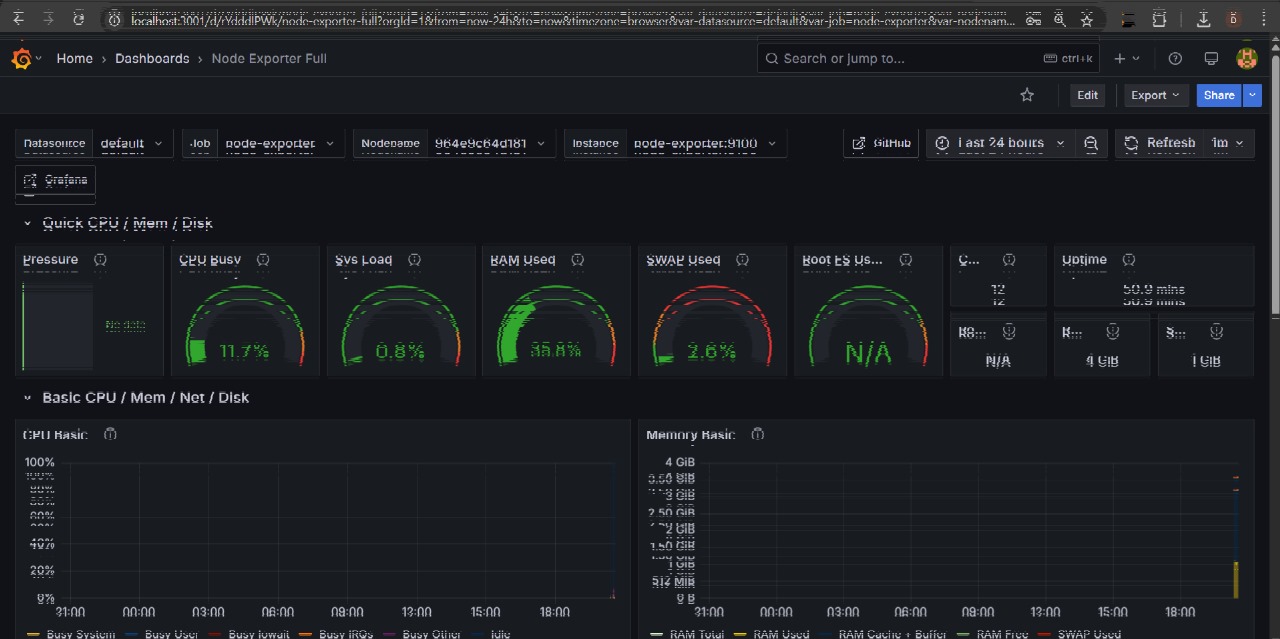 localhost:3001/d/rYdddlPWk/node-exporter-full?orgId=1&from=now-24h&to=now&timezone=browser&var-datasource=default&var-job=node-exporter&var-nodenam...
Home › Dashboards › Node Exporter Full
Search or jump to... ctrl+k
Edit Export Share
Datasource default Job node-exporter Nodename 964e9c64d181 Instance node-exporter:9100 GitHub Last 24 hours Refresh 1m
Grafana
Quick CPU / Mem / Disk
Pressure CPU Busy Sys Load RAM Used SWAP Used Root FS Us... C... Uptime
12
No data
11.7% 0.8% 2.6% N/A
Ro... R... S...
N/A 4 GiB 1 GiB
Basic CPU / Mem / Net / Disk
CPU Basic
100%
80%
60%
40%
20%
0%
21:00 00:00 03:00 06:00 09:00 12:00 15:00 18:00
Busy System Busy User Busy Iowait Busy IRQs Busy Other Idle
Memory Basic
4 GiB
3.50 GiB
3 GiB
2.50 GiB
2 GiB
1.50 GiB
1 GiB
512 MiB
0 B
21:00 00:00 03:00 06:00 09:00 12:00 15:00 18:00
RAM Total RAM Used RAM Cache + Buffer RAM Free SWAP Used